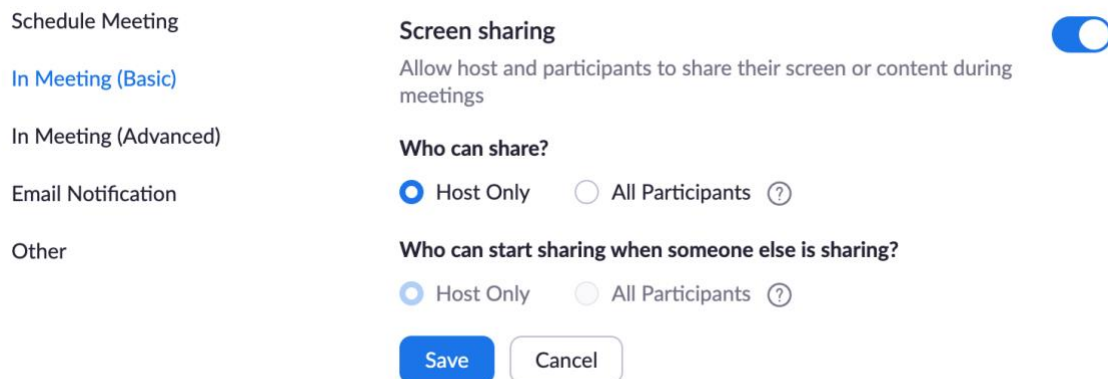 Schedule Meeting
In Meeting (Basic)
In Meeting (Advanced)
Email Notification
Other
Screen sharing
Allow host and participants to share their screen or content during
meetings
Who can share?
Host Only All Participants ?
Who can start sharing when someone else is sharing?
Host Only All Participants ?
Save Cancel